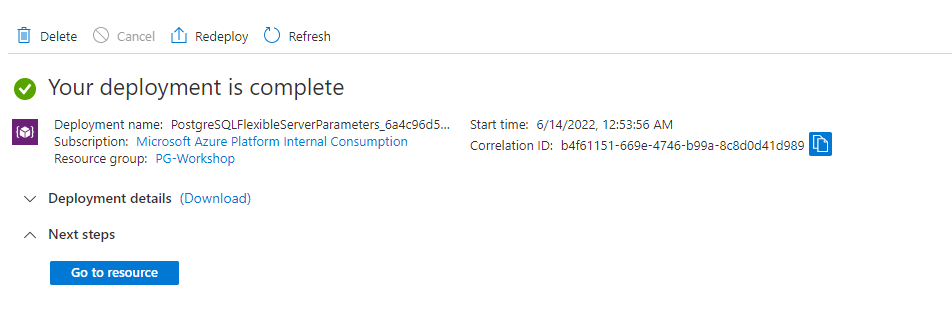 Delete Cancel Redeploy Refresh
Your deployment is complete
Deployment name: PostgreSQLFlexibleServerParameters_6a4c96d5... Start time: 6/14/2022, 12:53:56 AM
Subscription: Microsoft Azure Platform Internal Consumption Correlation ID: b4f61151-669e-4746-b99a-8c8d0d41d989
Resource group: PG-Workshop
Deployment details (Download)
Next steps
Go to resource